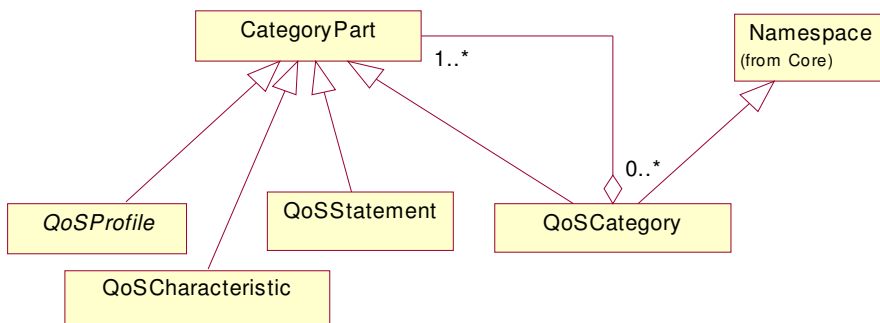 CategoryPart
Namespace
(from Core)
1..*
0..*
QoSProfile
QoSStatement
QoSCategory
QoSCharacteristic